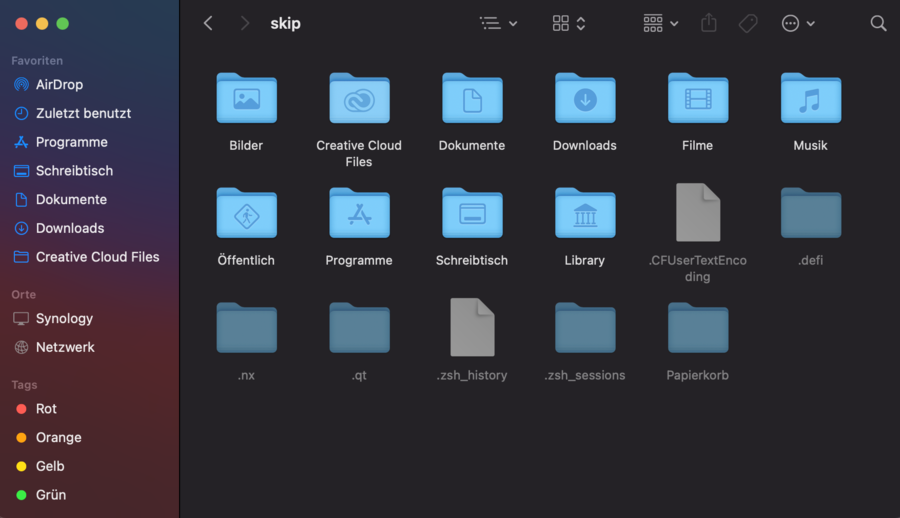 skip
Favoriten
AirDrop
Zuletzt benutzt
Programme
Schreibtisch
Dokumente
Downloads
Creative Cloud Files
Orte
Synology
Netzwerk
Tags
Rot
Orange
Gelb
Grün
Bilder
Creative Cloud
Files
Dokumente
Downloads
Filme
Musik
Öffentlich
Programme
Schreibtisch
Library
.CFUserTextEnco
ding
.defi
.nx
.qt
.zsh_history
.zsh_sessions
Papierkorb